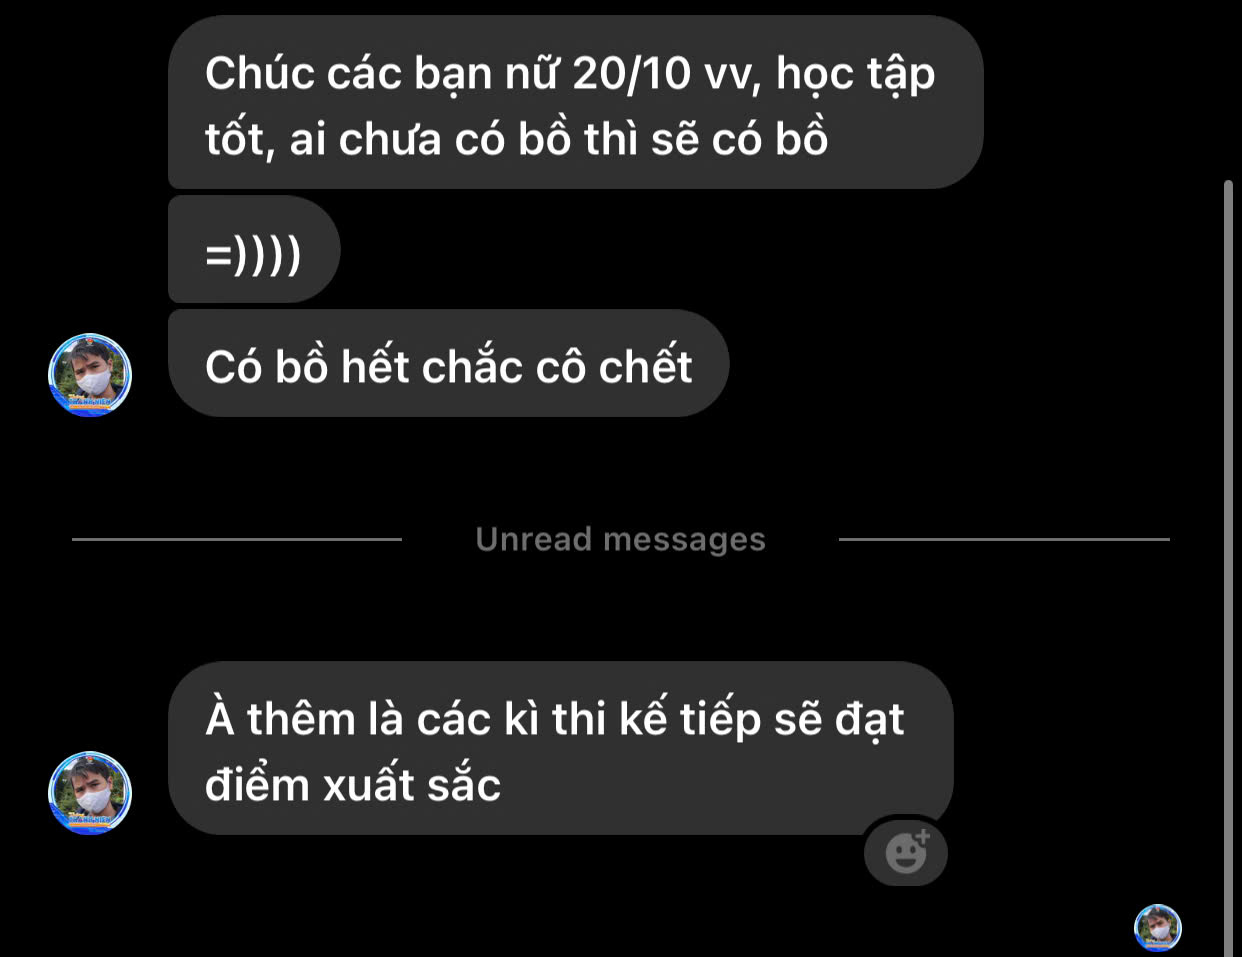 Chúc các bạn nữ 20/10 vv, học tập
tốt, ai chưa có bồ thì sẽ có bồ
=))))
Có bồ hết chắc cô chết
Unread messages
À thêm là các kì thi kế tiếp sẽ đạt
điểm xuất sắc